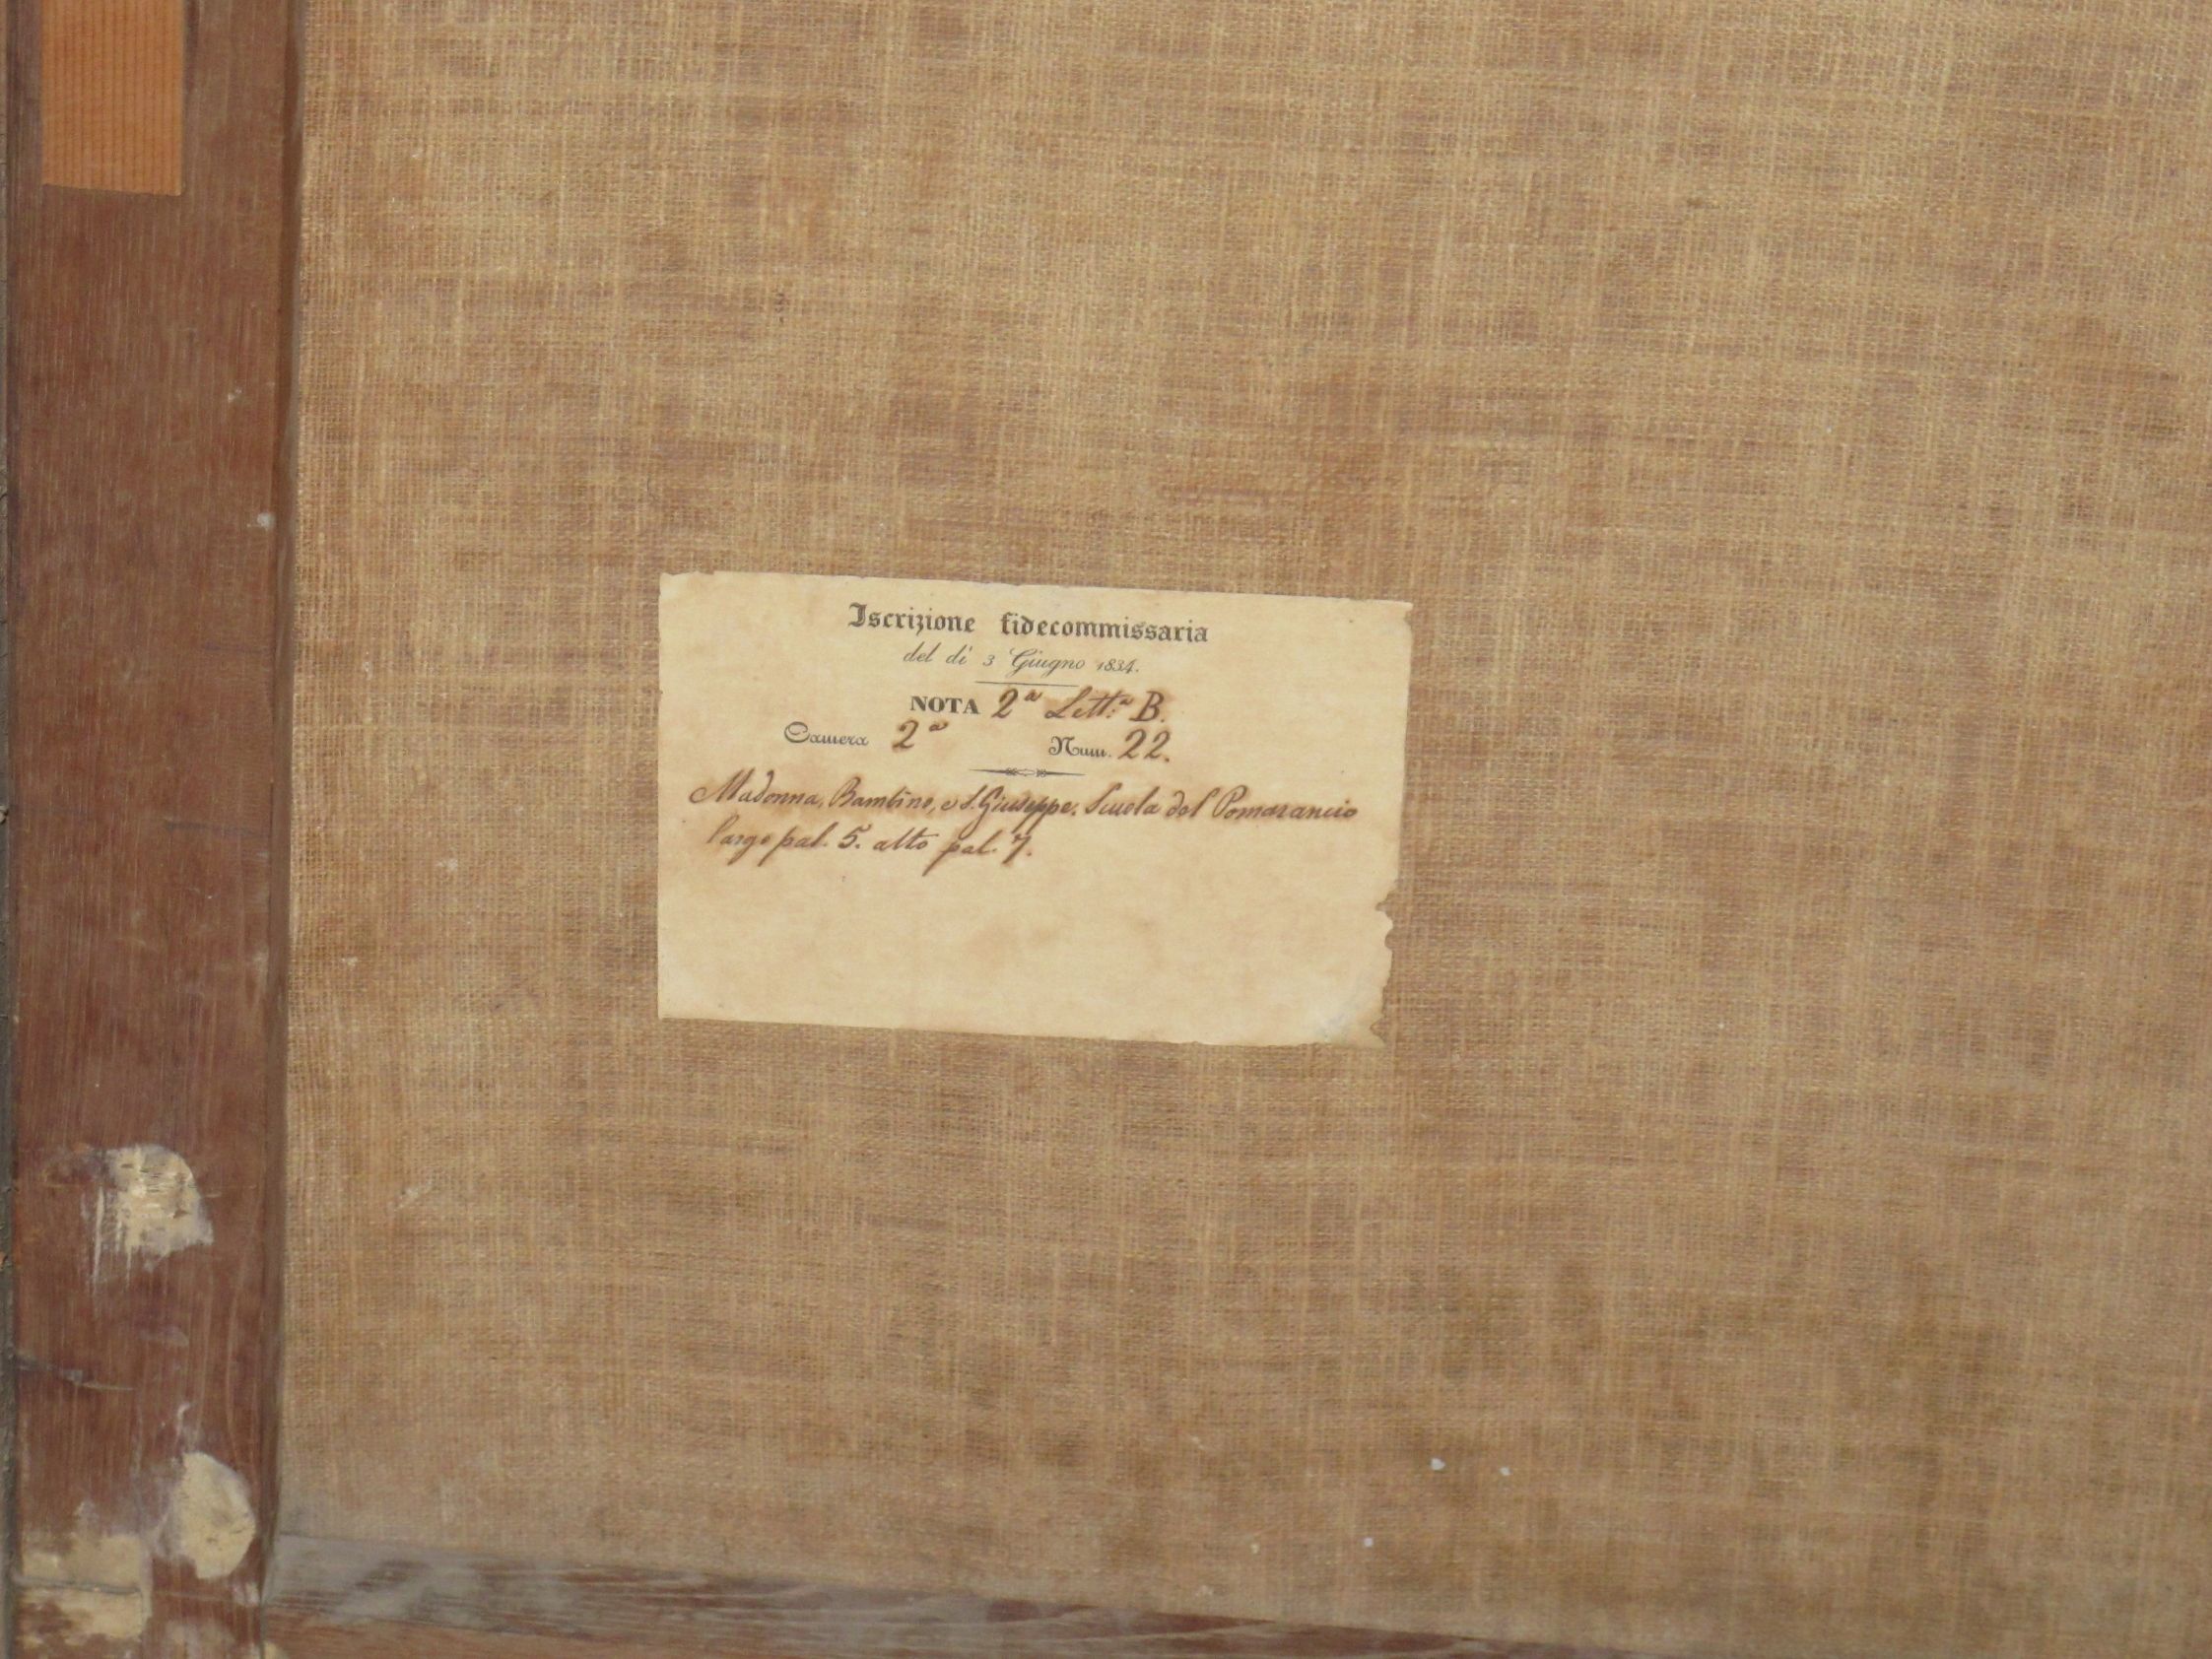 Iscrizione fidecommissaria
del dì 3 Giugno 1834.
NOTA 2ª Lett.ª B.
Camera 2ª Num. 22.
Madonna, Bambino, e S. Giuseppe. Scuola del Pomarancio
largo pal. 5. alto pal. 7.